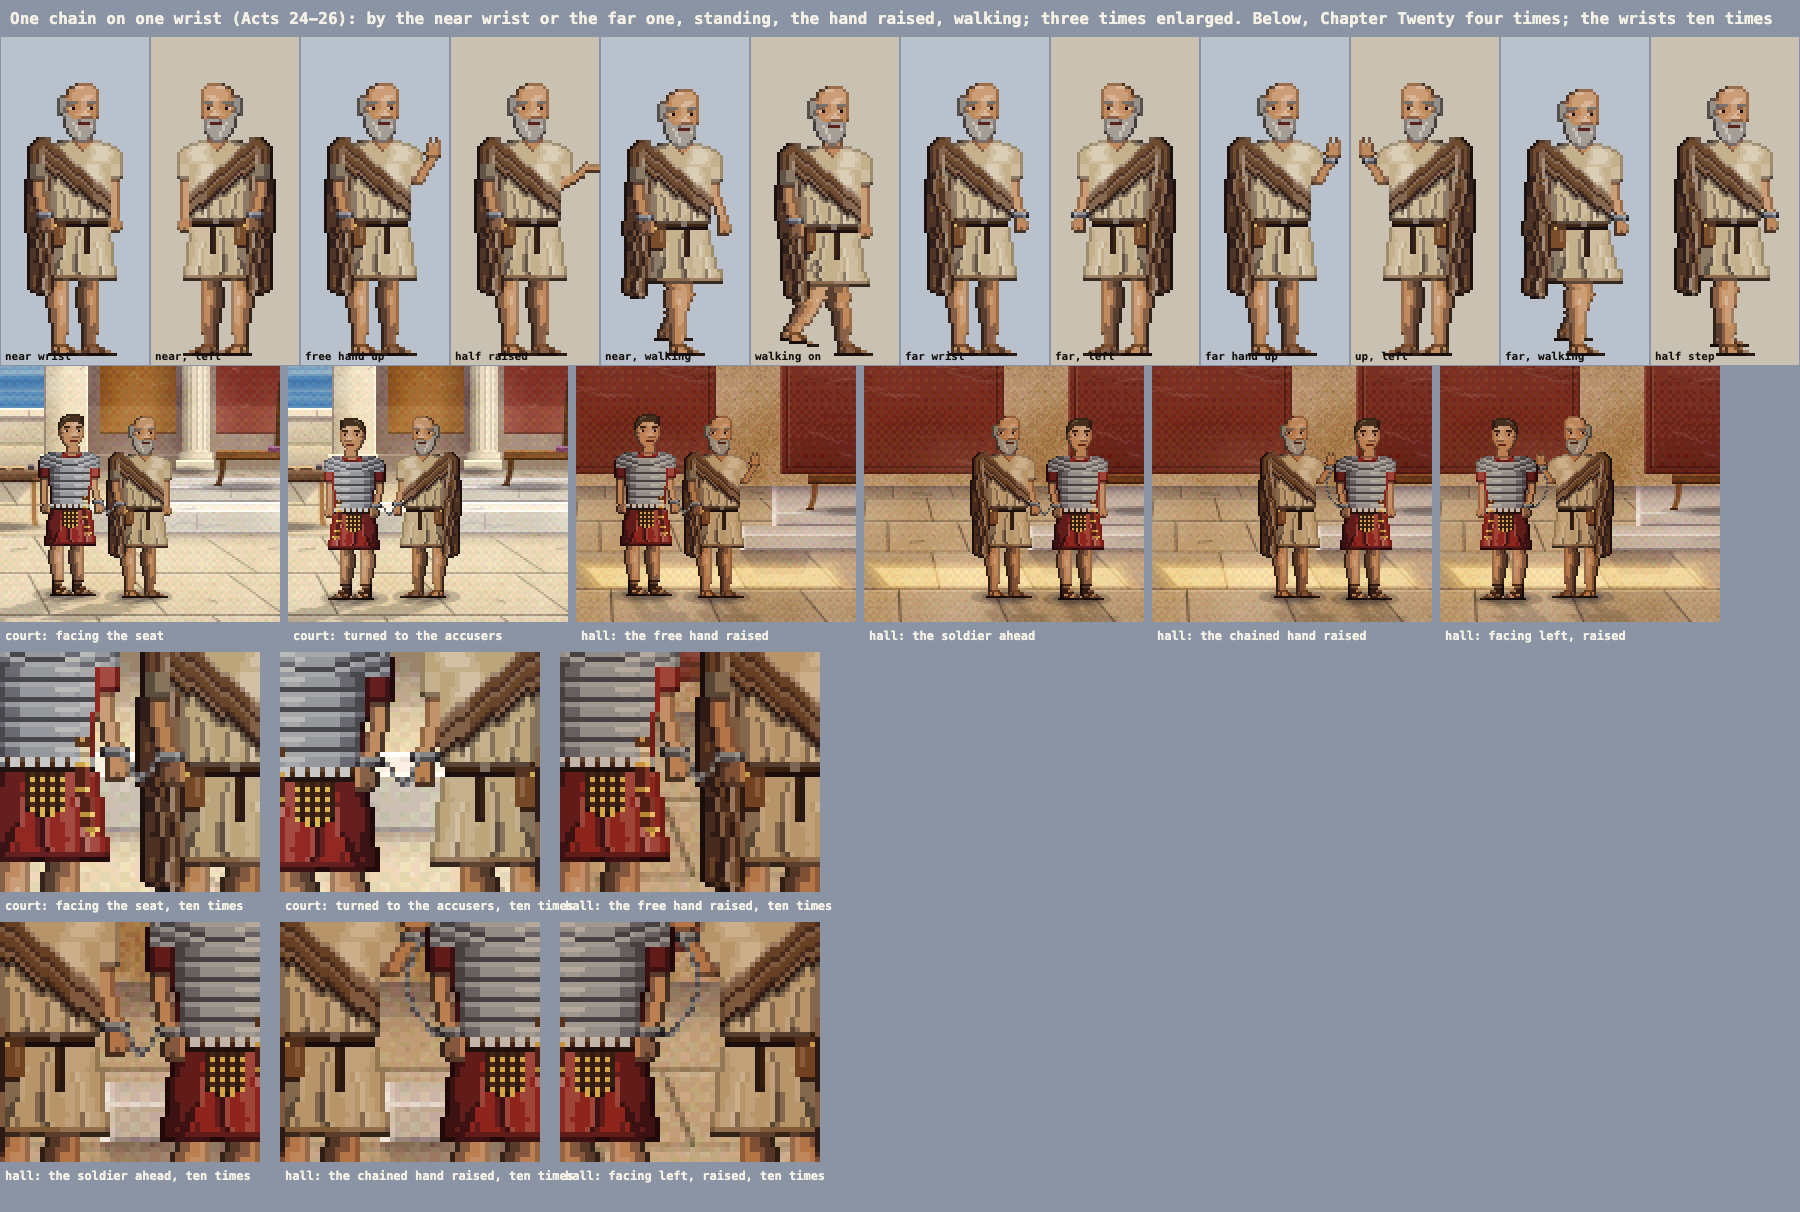 One chain on one wrist (Acts 24–26): by the near wrist or the far one, standing, the hand raised, walking; three times enlarged. Below, Chapter Twenty four times; the wrists ten times
near wrist
near, left
free hand up
half raised
near, walking
walking on
far wrist
far, left
far hand up
up, left
far, walking
half step
court: facing the seat
court: turned to the accusers
hall: the free hand raised
hall: the soldier ahead
hall: the chained hand raised
hall: facing left, raised
court: facing the seat, ten times
court: turned to the accusers, ten times
hall: the free hand raised, ten times
hall: the soldier ahead, ten times
hall: the chained hand raised, ten times
hall: facing left, raised, ten times